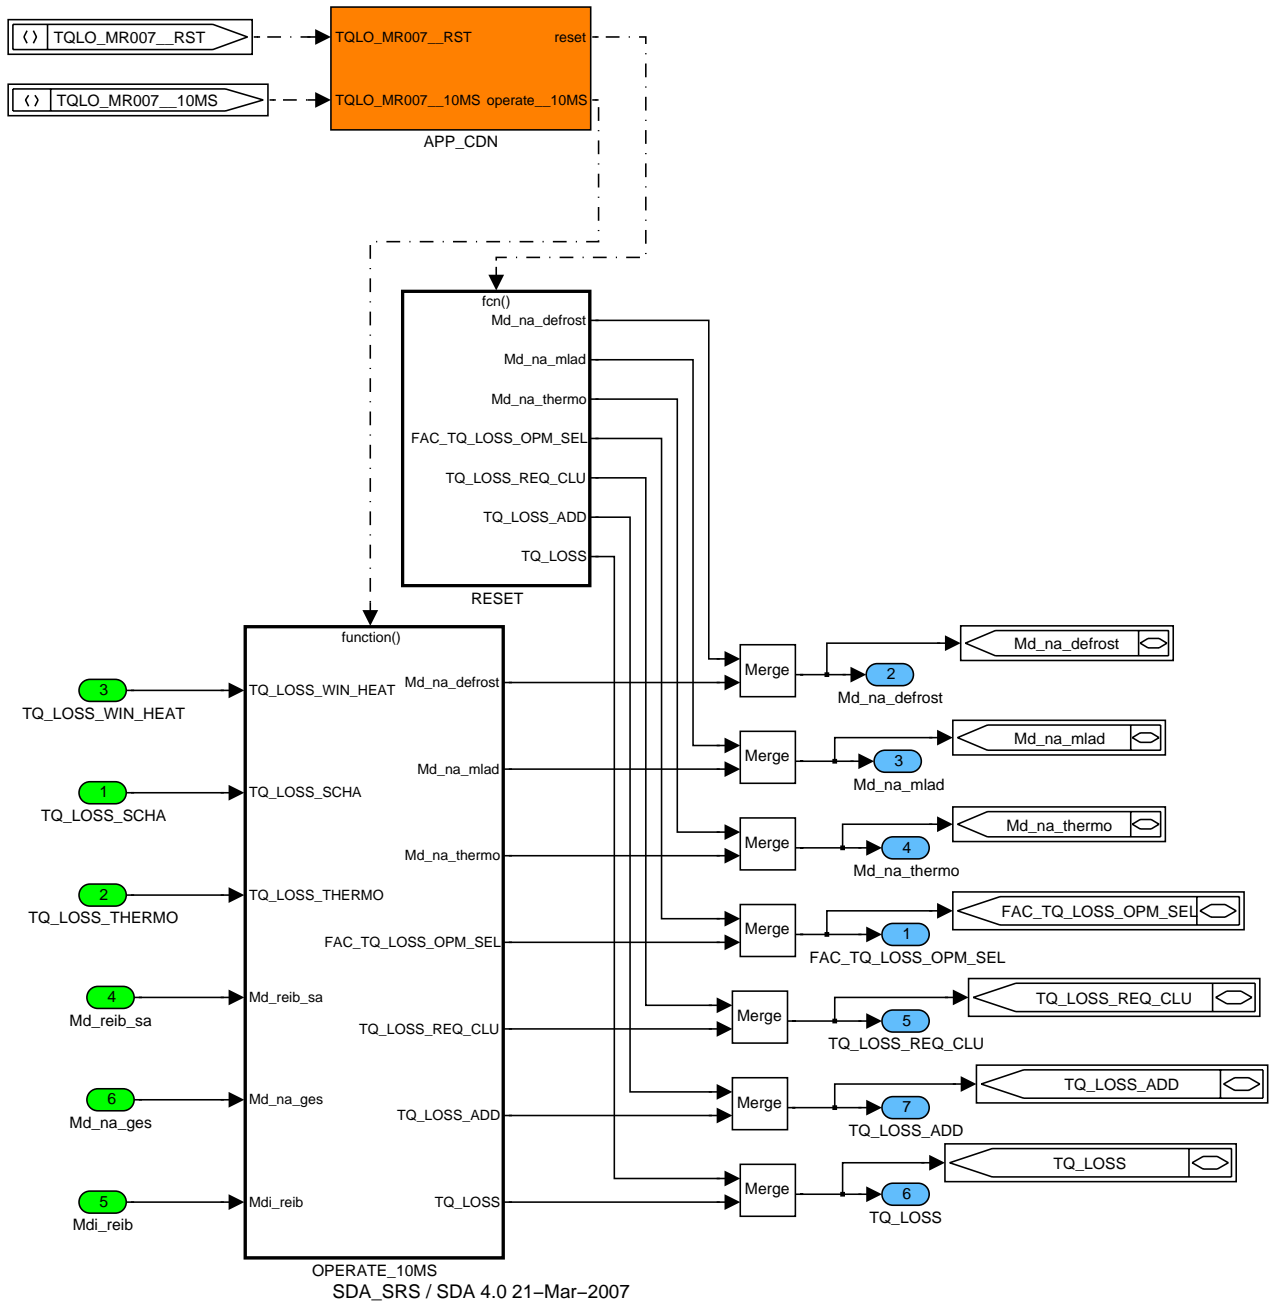 TQLO_MR007__RST
TQLO_MR007__RST
reset
TQLO_MR007__10MS
TQLO_MR007__10MS
operate__10MS
APP_CDN
fcn()
Md_na_defrost
Md_na_mlad
Md_na_thermo
FAC_TQ_LOSS_OPM_SEL
TQ_LOSS_REQ_CLU
TQ_LOSS_ADD
TQ_LOSS
RESET
function()
3
TQ_LOSS_WIN_HEAT
TQ_LOSS_WIN_HEAT
Md_na_defrost
Merge
Md_na_defrost
2
Md_na_defrost
1
TQ_LOSS_SCHA
TQ_LOSS_SCHA
Md_na_mlad
Merge
Md_na_mlad
3
Md_na_mlad
2
TQ_LOSS_THERMO
TQ_LOSS_THERMO
Md_na_thermo
Merge
Md_na_thermo
4
Md_na_thermo
FAC_TQ_LOSS_OPM_SEL
Merge
FAC_TQ_LOSS_OPM_SEL
1
FAC_TQ_LOSS_OPM_SEL
4
Md_reib_sa
Md_reib_sa
TQ_LOSS_REQ_CLU
Merge
TQ_LOSS_REQ_CLU
5
TQ_LOSS_REQ_CLU
6
Md_na_ges
Md_na_ges
TQ_LOSS_ADD
Merge
TQ_LOSS_ADD
7
TQ_LOSS_ADD
5
Mdi_reib
Mdi_reib
TQ_LOSS
Merge
TQ_LOSS
6
TQ_LOSS
OPERATE_10MS
SDA_SRS / SDA 4.0 21−Mar−2007